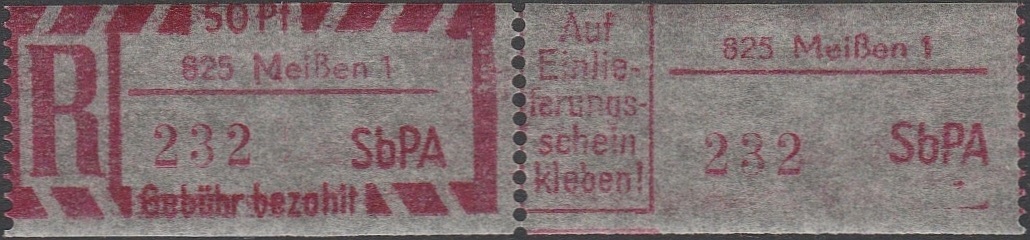 50 Pf
R
825 Meißen 1
232 SbPA
Gebühr bezahlt
Auf
Einlie-
ferungs-
schein
kleben!
825 Meißen 1
232 SbPA